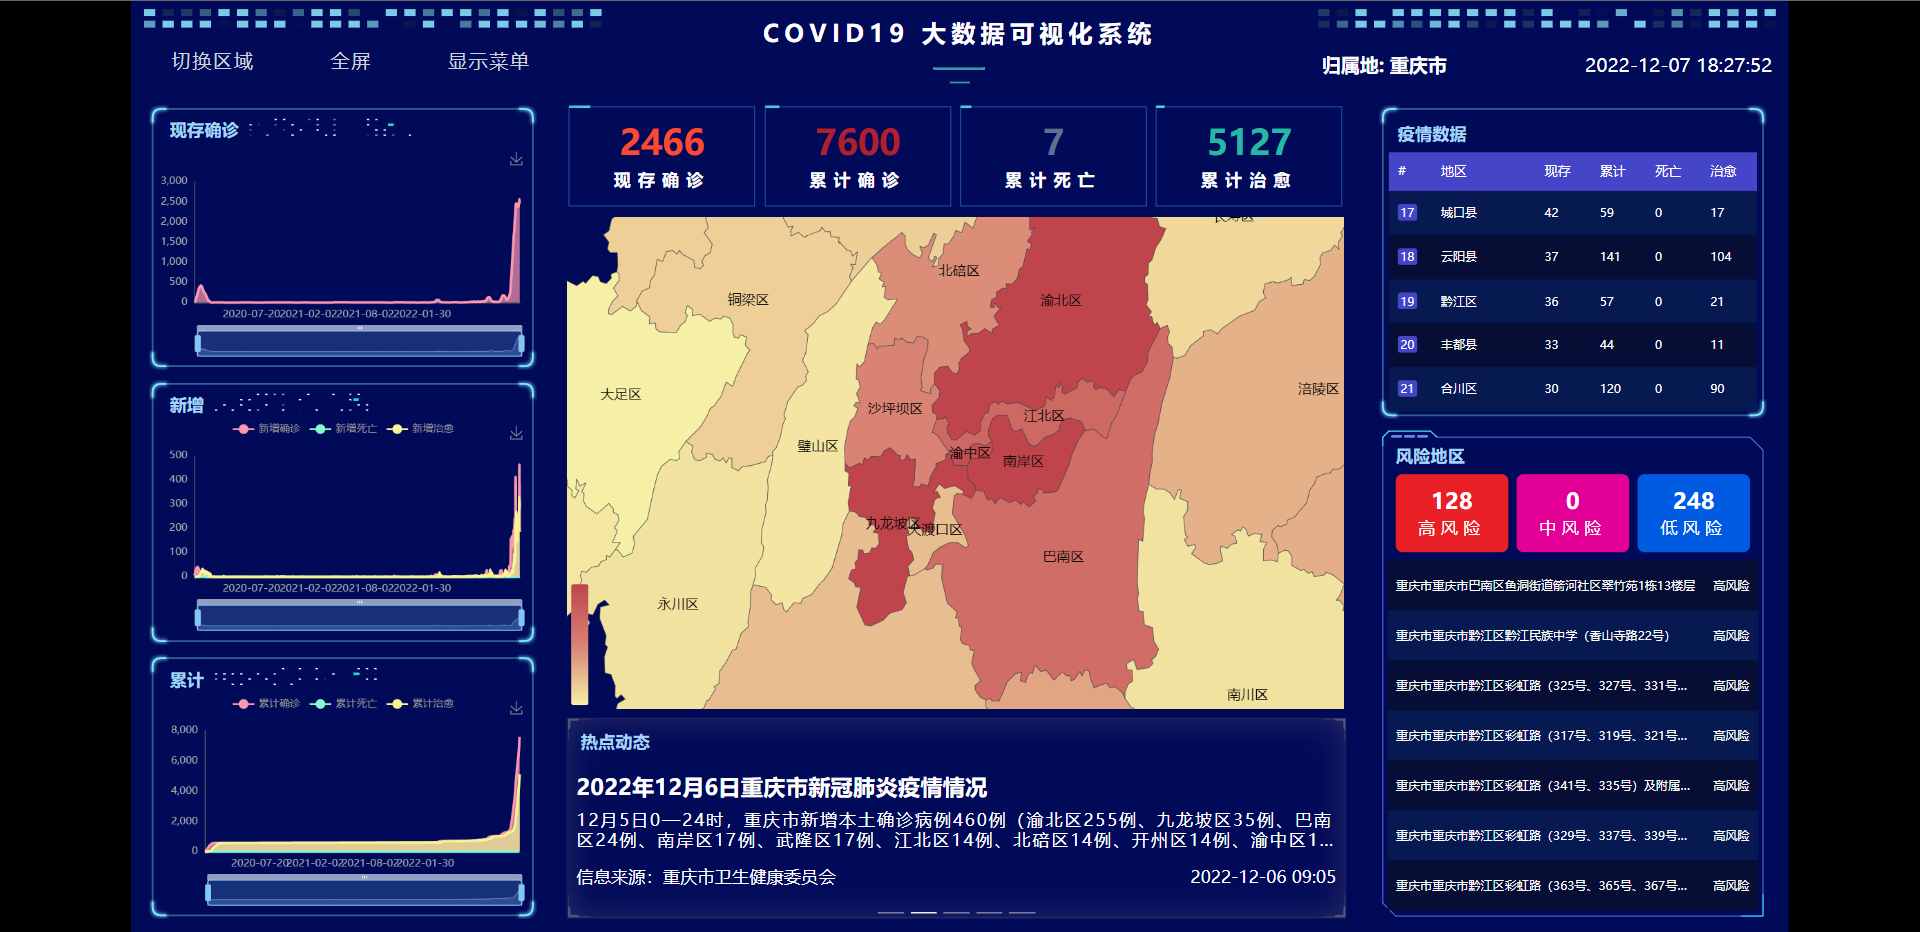 COVID19 大数据可视化系统
切换区域 全屏 显示菜单
归属地: 重庆市 2022-12-07 18:27:52
现存确诊
3,000
2,500
2,000
1,500
1,000
500
0
2020-07-20 2021-02-02 2021-08-02 2022-01-30
新增
新增确诊 新增死亡 新增治愈
500
400
300
200
100
0
2020-07-20 2021-02-02 2021-08-02 2022-01-30
累计
累计确诊 累计死亡 累计治愈
8,000
6,000
4,000
2,000
0
2020-07-20 2021-02-02 2021-08-02 2022-01-30
2466 7600 7 5127
现存确诊 累计确诊 累计死亡 累计治愈
长寿区
北碚区
铜梁区
渝北区
涪陵区
大足区
沙坪坝区
江北区
璧山区
渝中区
南岸区
九龙坡区
大渡口区
巴南区
永川区
南川区
热点动态
2022年12月6日重庆市新冠肺炎疫情情况
12月5日0—24时，重庆市新增本土确诊病例460例（渝北区255例、九龙坡区35例、巴南
区24例、南岸区17例、武隆区17例、江北区14例、北碚区14例、开州区14例、渝中区1...
信息来源：重庆市卫生健康委员会 2022-12-06 09:05
疫情数据
# 地区 现存 累计 死亡 治愈
17 城口县 42 59 0 17
18 云阳县 37 141 0 104
19 黔江区 36 57 0 21
20 丰都县 33 44 0 11
21 合川区 30 120 0 90
风险地区
128 0 248
高风险 中风险 低风险
重庆市重庆市巴南区鱼洞街道箭河社区翠竹苑1栋13楼层 高风险
重庆市重庆市黔江区黔江民族中学（香山寺路22号） 高风险
重庆市重庆市黔江区彩虹路（325号、327号、331号... 高风险
重庆市重庆市黔江区彩虹路（317号、319号、321号... 高风险
重庆市重庆市黔江区彩虹路（341号、335号）及附属... 高风险
重庆市重庆市黔江区彩虹路（329号、337号、339号... 高风险
重庆市重庆市黔江区彩虹路（363号、365号、367号... 高风险